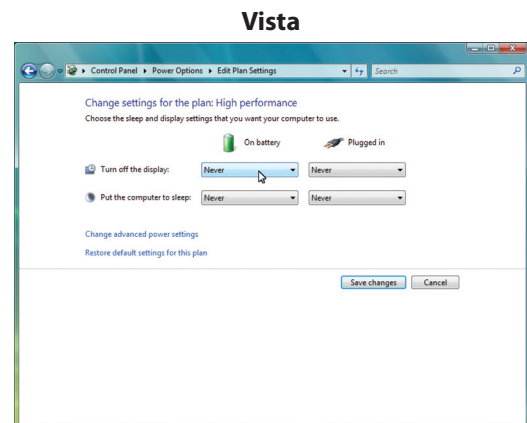 Vista
Control Panel ▸ Power Options ▸ Edit Plan Settings
Search
Change settings for the plan: High performance
Choose the sleep and display settings that you want your computer to use.
On battery
Plugged in
Turn off the display: Never Never
Put the computer to sleep: Never Never
Change advanced power settings
Restore default settings for this plan
Save changes Cancel